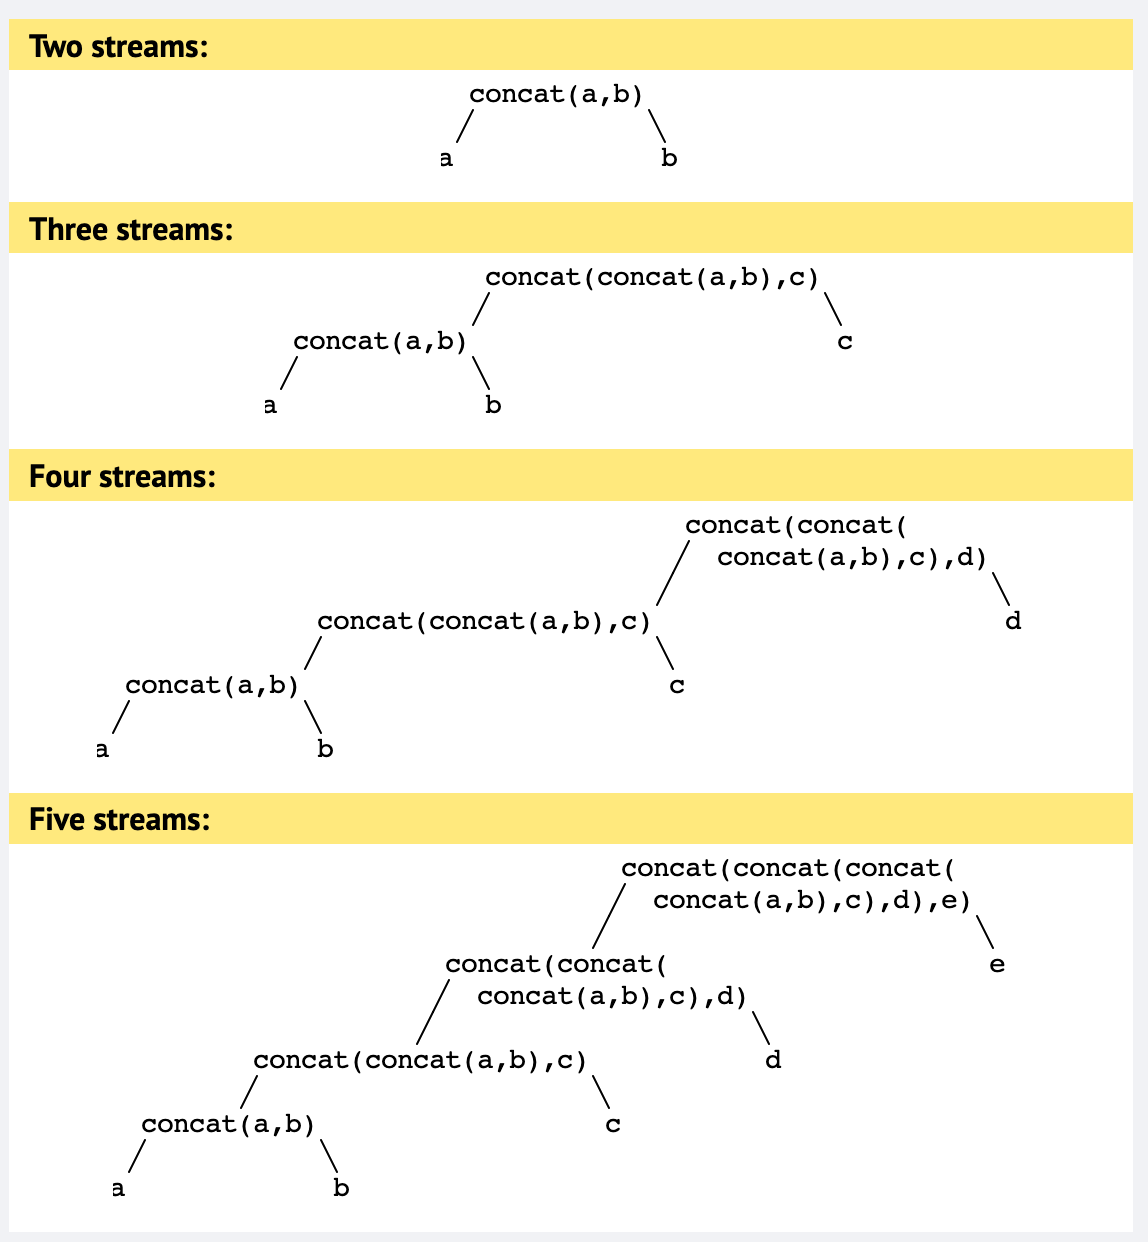 Two streams:
concat(a,b)
a b
Three streams:
concat(concat(a,b),c)
concat(a,b) c
a b
Four streams:
concat(concat(
concat(a,b),c),d)
concat(concat(a,b),c) d
concat(a,b) c
a b
Five streams:
concat(concat(concat(
concat(a,b),c),d),e)
concat(concat( e
concat(a,b),c),d)
concat(concat(a,b),c) d
concat(a,b) c
a b